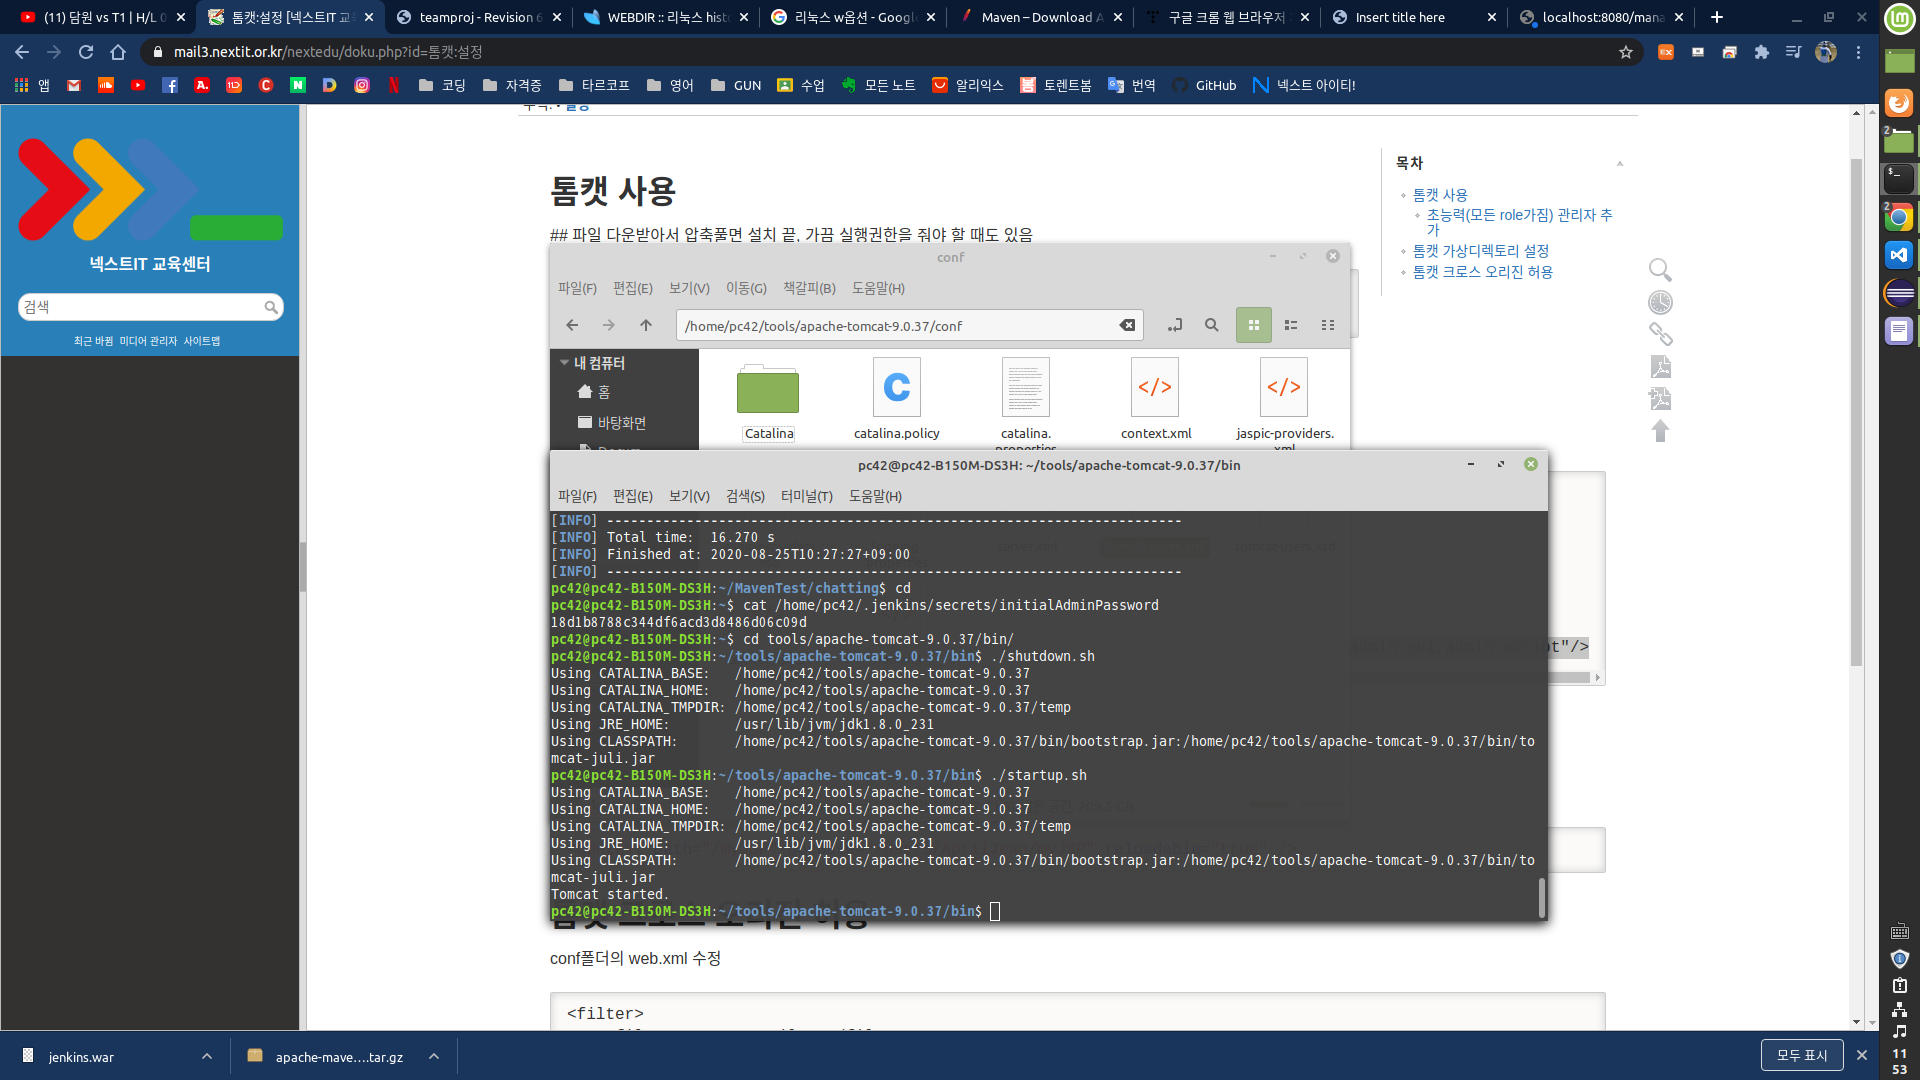 (11) 담원 vs T1 | H/L 0
톰캣:설정 [넥스트IT 교육
teamproj - Revision 6
WEBDIR :: 리눅스 hist
리눅스 w옵션 - Google
Maven – Download A
구글 크롬 웹 브라우저
Insert title here
localhost:8080/mana
mail3.nextit.or.kr/nextedu/doku.php?id=톰캣:설정
앱
코딩
자격증
타르코프
영어
GUN
수업
모든 노트
알리익스
토렌트봄
번역
GitHub
넥스트 아이티!
넥스트IT 교육센터
검색
최근 바뀜 미디어 관리자 사이트맵
톰캣 사용
## 파일 다운받아서 압축풀면 설치 끝, 가끔 실행권한을 줘야 할 때도 있음
목차
톰캣 사용
초능력(모든 role가짐) 관리자 추
가
톰캣 가상디렉토리 설정
톰캣 크로스 오리진 허용
conf
파일(F) 편집(E) 보기(V) 이동(G) 책갈피(B) 도움말(H)
/home/pc42/tools/apache-tomcat-9.0.37/conf
내 컴퓨터
홈
바탕화면
Catalina
catalina.policy
catalina.
properties
context.xml
jaspic-providers.
xml
pc42@pc42-B150M-DS3H: ~/tools/apache-tomcat-9.0.37/bin
파일(F) 편집(E) 보기(V) 검색(S) 터미널(T) 도움말(H)
[INFO] ------------------------------------------------------------------------
[INFO] Total time:  16.270 s
[INFO] Finished at: 2020-08-25T10:27:27+09:00
[INFO] ------------------------------------------------------------------------
pc42@pc42-B150M-DS3H:~/MavenTest/chatting$ cd
pc42@pc42-B150M-DS3H:~$ cat /home/pc42/.jenkins/secrets/initialAdminPassword
18d1b8788c344df6acd3d8486d06c09d
pc42@pc42-B150M-DS3H:~$ cd tools/apache-tomcat-9.0.37/bin/
pc42@pc42-B150M-DS3H:~/tools/apache-tomcat-9.0.37/bin$ ./shutdown.sh
Using CATALINA_BASE:   /home/pc42/tools/apache-tomcat-9.0.37
Using CATALINA_HOME:   /home/pc42/tools/apache-tomcat-9.0.37
Using CATALINA_TMPDIR: /home/pc42/tools/apache-tomcat-9.0.37/temp
Using JRE_HOME:        /usr/lib/jvm/jdk1.8.0_231
Using CLASSPATH:       /home/pc42/tools/apache-tomcat-9.0.37/bin/bootstrap.jar:/home/pc42/tools/apache-tomcat-9.0.37/bin/to
mcat-juli.jar
pc42@pc42-B150M-DS3H:~/tools/apache-tomcat-9.0.37/bin$ ./startup.sh
Using CATALINA_BASE:   /home/pc42/tools/apache-tomcat-9.0.37
Using CATALINA_HOME:   /home/pc42/tools/apache-tomcat-9.0.37
Using CATALINA_TMPDIR: /home/pc42/tools/apache-tomcat-9.0.37/temp
Using JRE_HOME:        /usr/lib/jvm/jdk1.8.0_231
Using CLASSPATH:       /home/pc42/tools/apache-tomcat-9.0.37/bin/bootstrap.jar:/home/pc42/tools/apache-tomcat-9.0.37/bin/to
mcat-juli.jar
Tomcat started.
pc42@pc42-B150M-DS3H:~/tools/apache-tomcat-9.0.37/bin$
pt"/>
conf폴더의 web.xml 수정
<filter>
jenkins.war
apache-mave....tar.gz
모두 표시
2
2
11
53